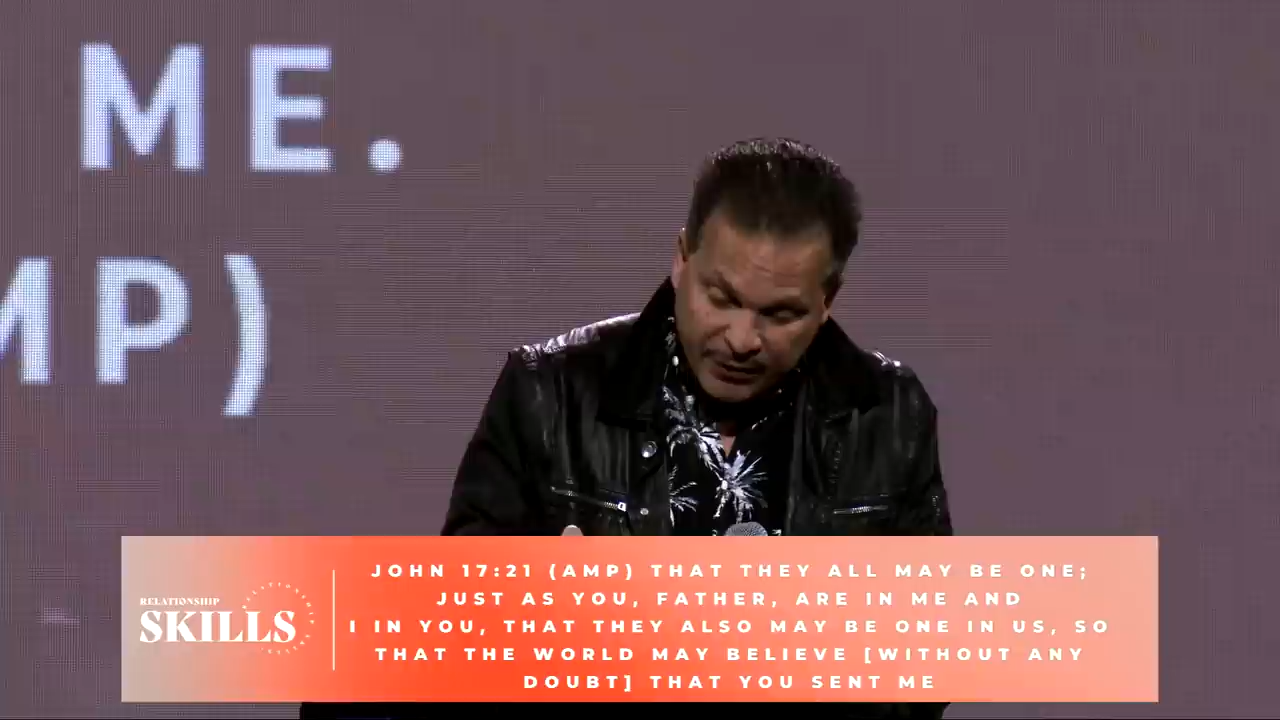 ME.
MP)
RELATIONSHIP
SKILLS
JOHN 17:21 (AMP) THAT THEY ALL MAY BE ONE;
JUST AS YOU, FATHER, ARE IN ME AND
I IN YOU, THAT THEY ALSO MAY BE ONE IN US, SO
THAT THE WORLD MAY BELIEVE [WITHOUT ANY
DOUBT] THAT YOU SENT ME